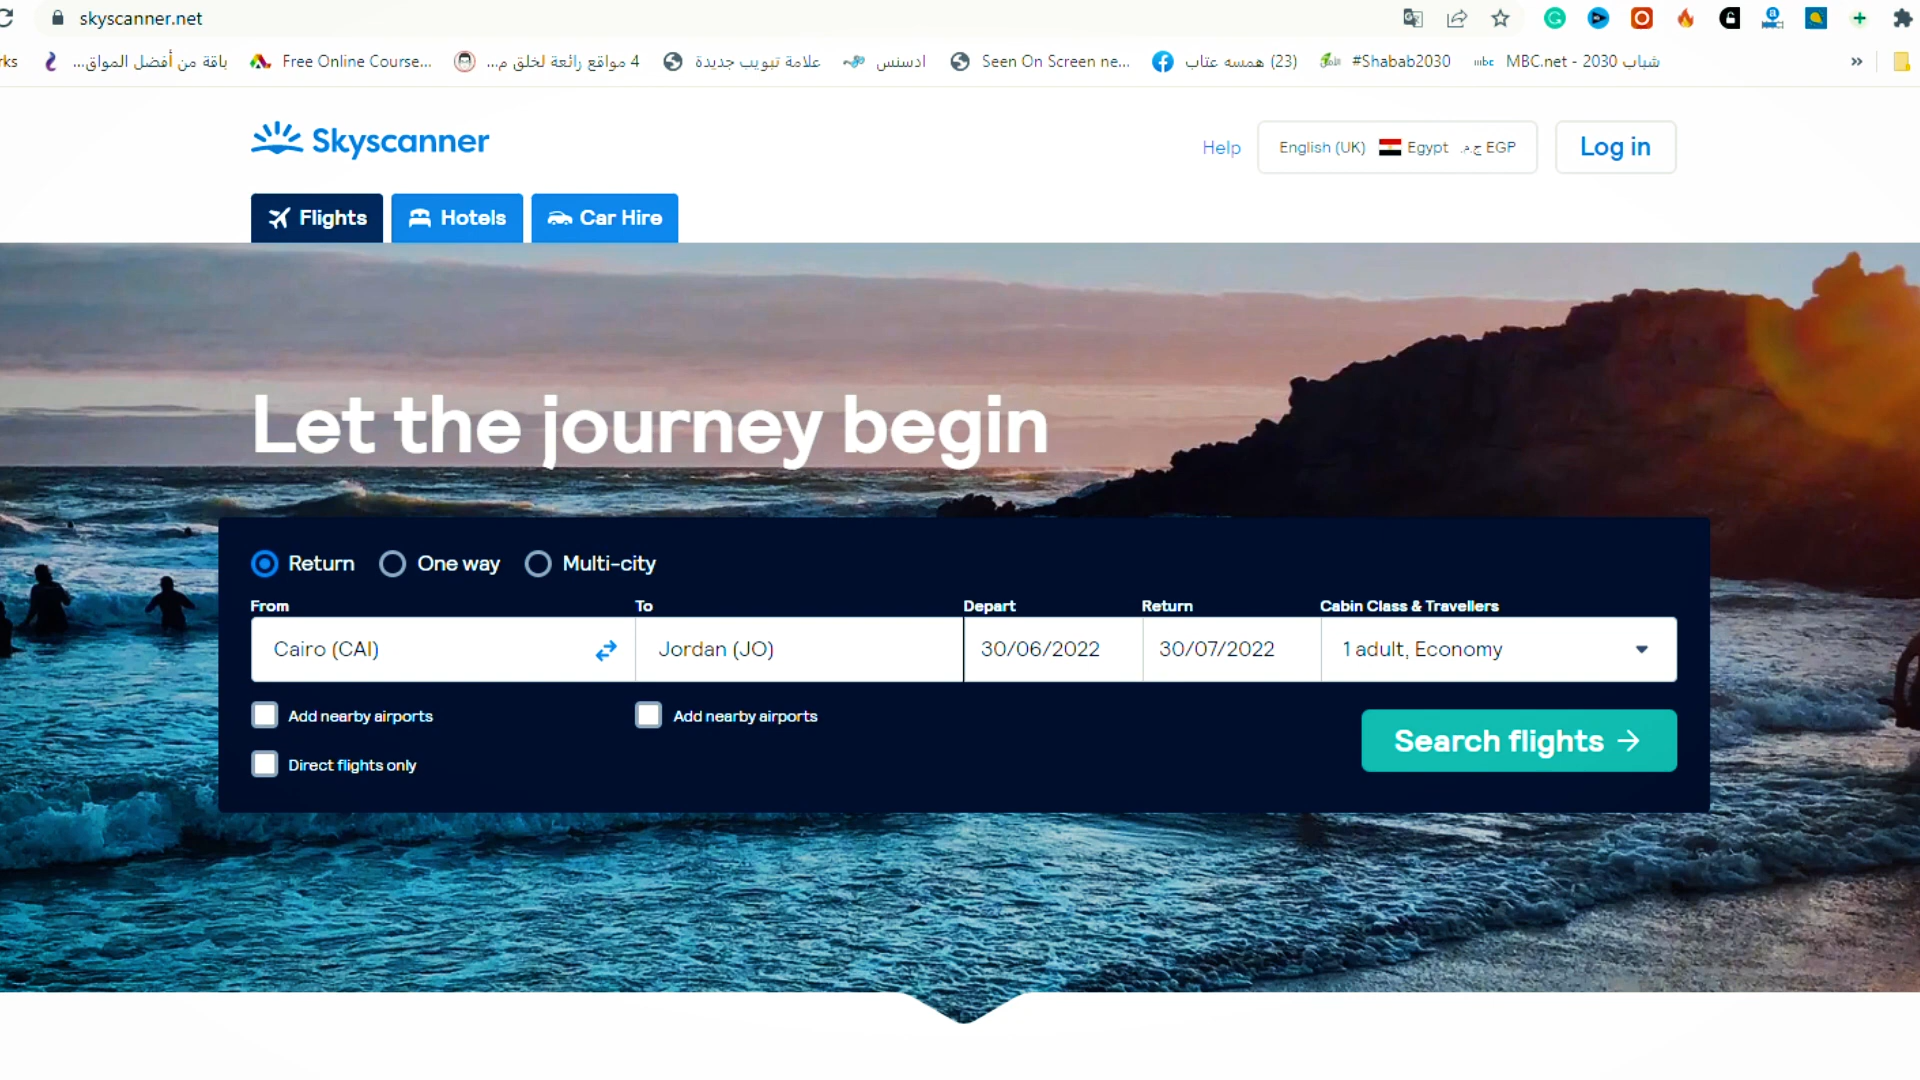 skyscanner.net
rks باقة من أفضل المواق... Free Online Course... 4 مواقع رائعة لخلق م... علامة تبويب جديدة ادسنس Seen On Screen ne... (23) همسه عتاب #Shabab2030 MBC.net - 2030 شباب »
Skyscanner
Help English (UK) Egypt ج.م.‏ EGP Log in
Flights Hotels Car Hire
Let the journey begin
Return One way Multi-city
From To Depart Return Cabin Class & Travellers
Cairo (CAI) Jordan (JO) 30/06/2022 30/07/2022 1 adult, Economy
Add nearby airports Add nearby airports
Search flights →
Direct flights only